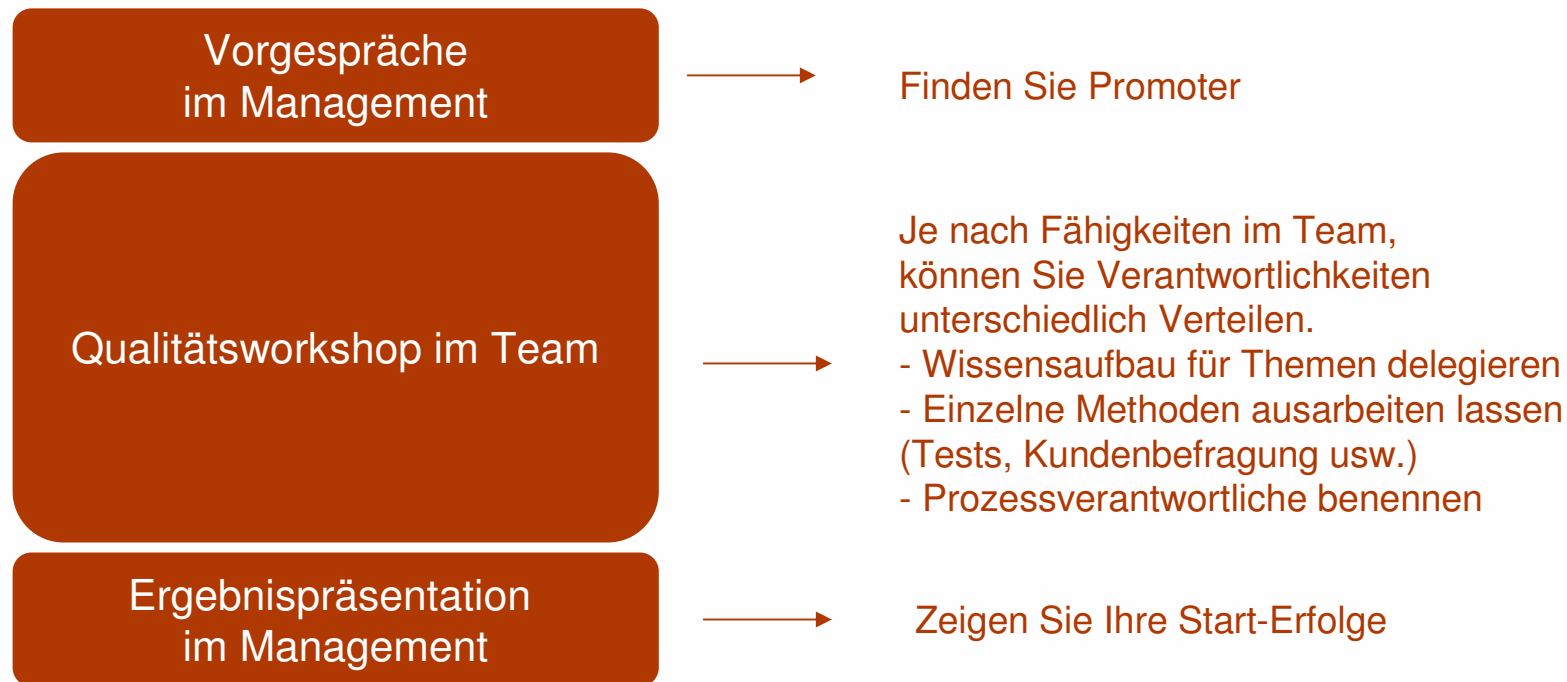 Vorgespräche
im Management
Finden Sie Promoter
Qualitätsworkshop im Team
Je nach Fähigkeiten im Team,
können Sie Verantwortlichkeiten
unterschiedlich Verteilen.
- Wissensaufbau für Themen delegieren
- Einzelne Methoden ausarbeiten lassen
(Tests, Kundenbefragung usw.)
- Prozessverantwortliche benennen
Ergebnispräsentation
im Management
Zeigen Sie Ihre Start-Erfolge